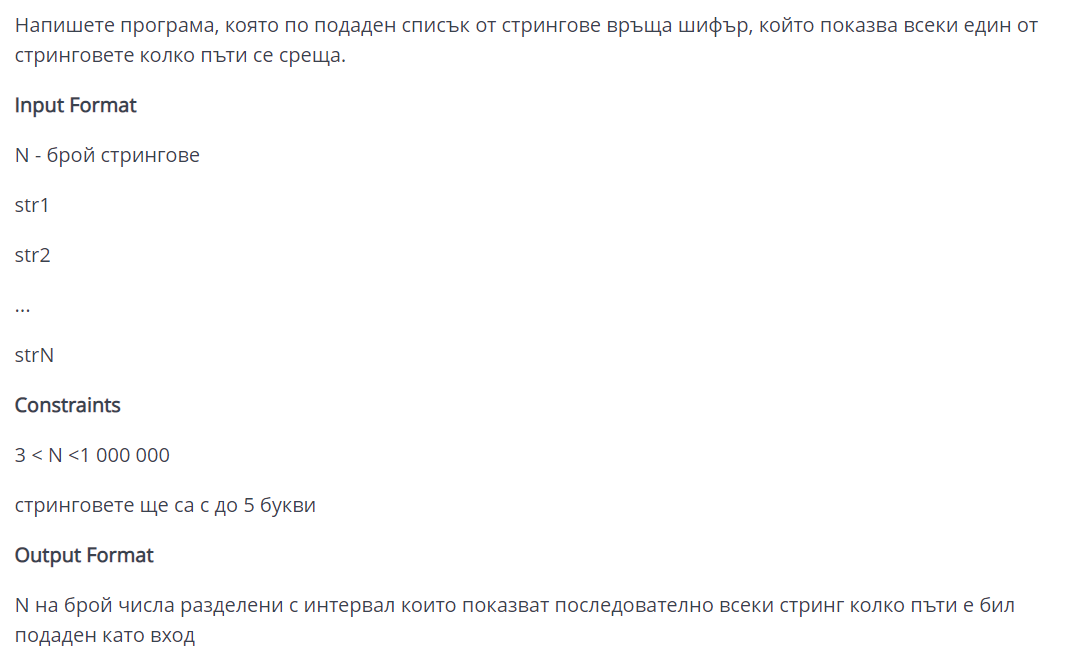 Напишете програма, която по подаден списък от стрингове връща шифър, който показва всеки един от
стринговете колко пъти се среща.
Input Format
N - брой стрингове
str1
str2
...
strN
Constraints
3 < N <1 000 000
стринговете ще са с до 5 букви
Output Format
N на брой числа разделени с интервал които показват последователно всеки стринг колко пъти е бил
подаден като вход